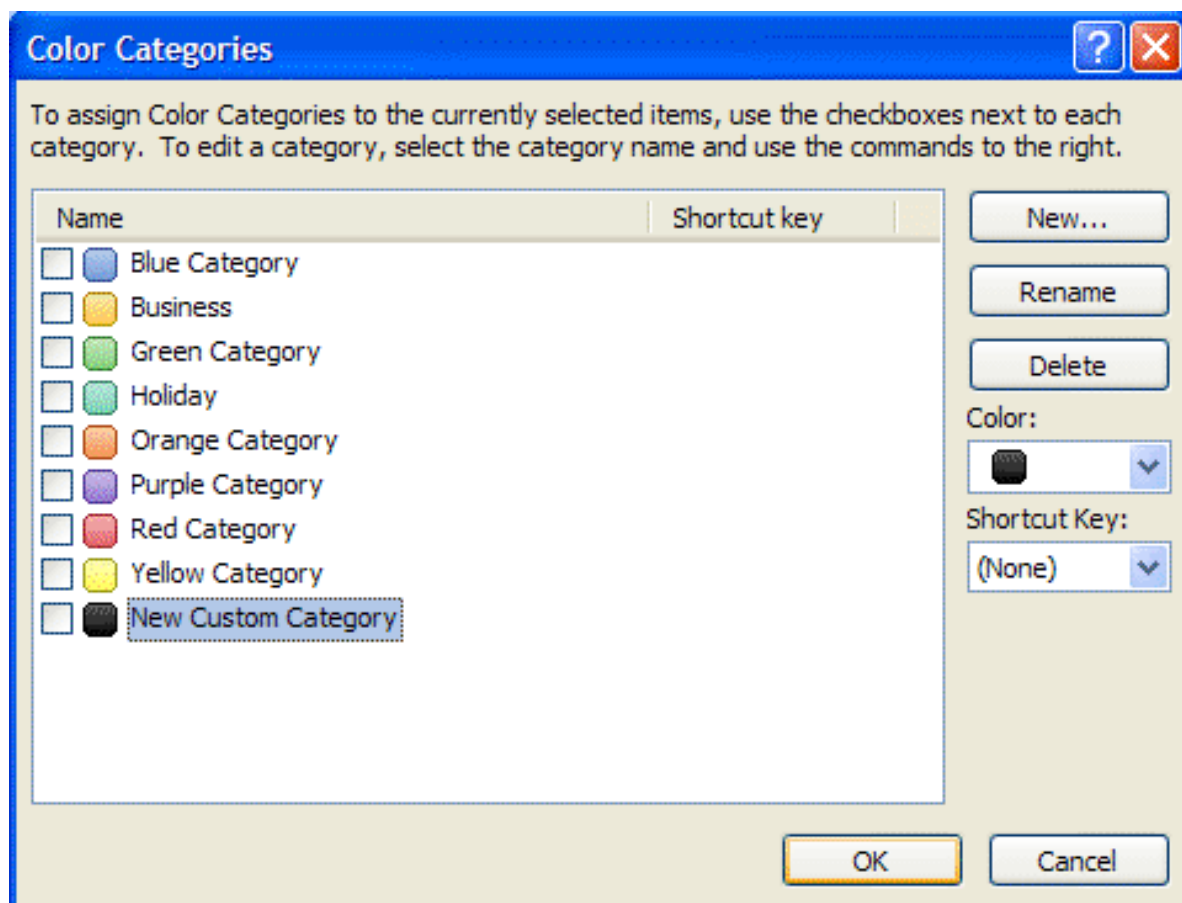 Color Categories
To assign Color Categories to the currently selected items, use the checkboxes next to each
category. To edit a category, select the category name and use the commands to the right.
Name Shortcut key
Blue Category
Business
Green Category
Holiday
Orange Category
Purple Category
Red Category
Yellow Category
New Custom Category
New...
Rename
Delete
Color:
Shortcut Key:
(None)
OK Cancel